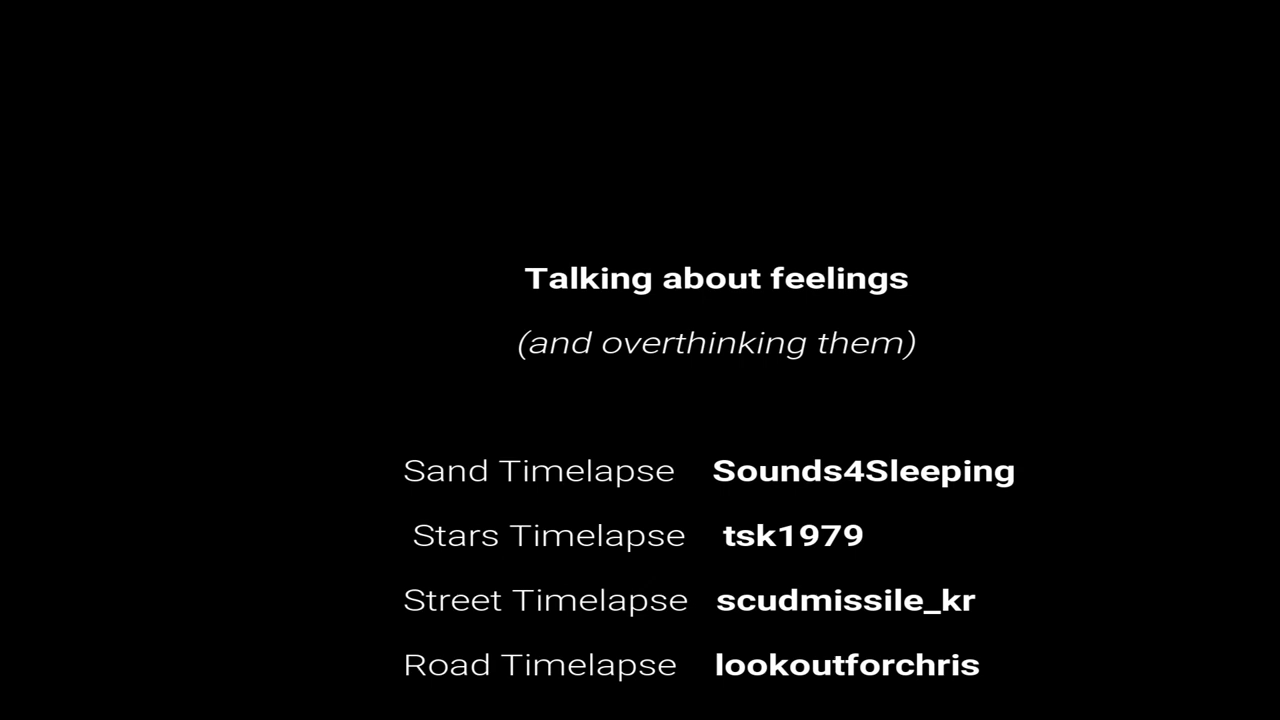 Talking about feelings
(and overthinking them)
Sand Timelapse Sounds4Sleeping
Stars Timelapse tsk1979
Street Timelapse scudmissile_kr
Road Timelapse lookoutforchris